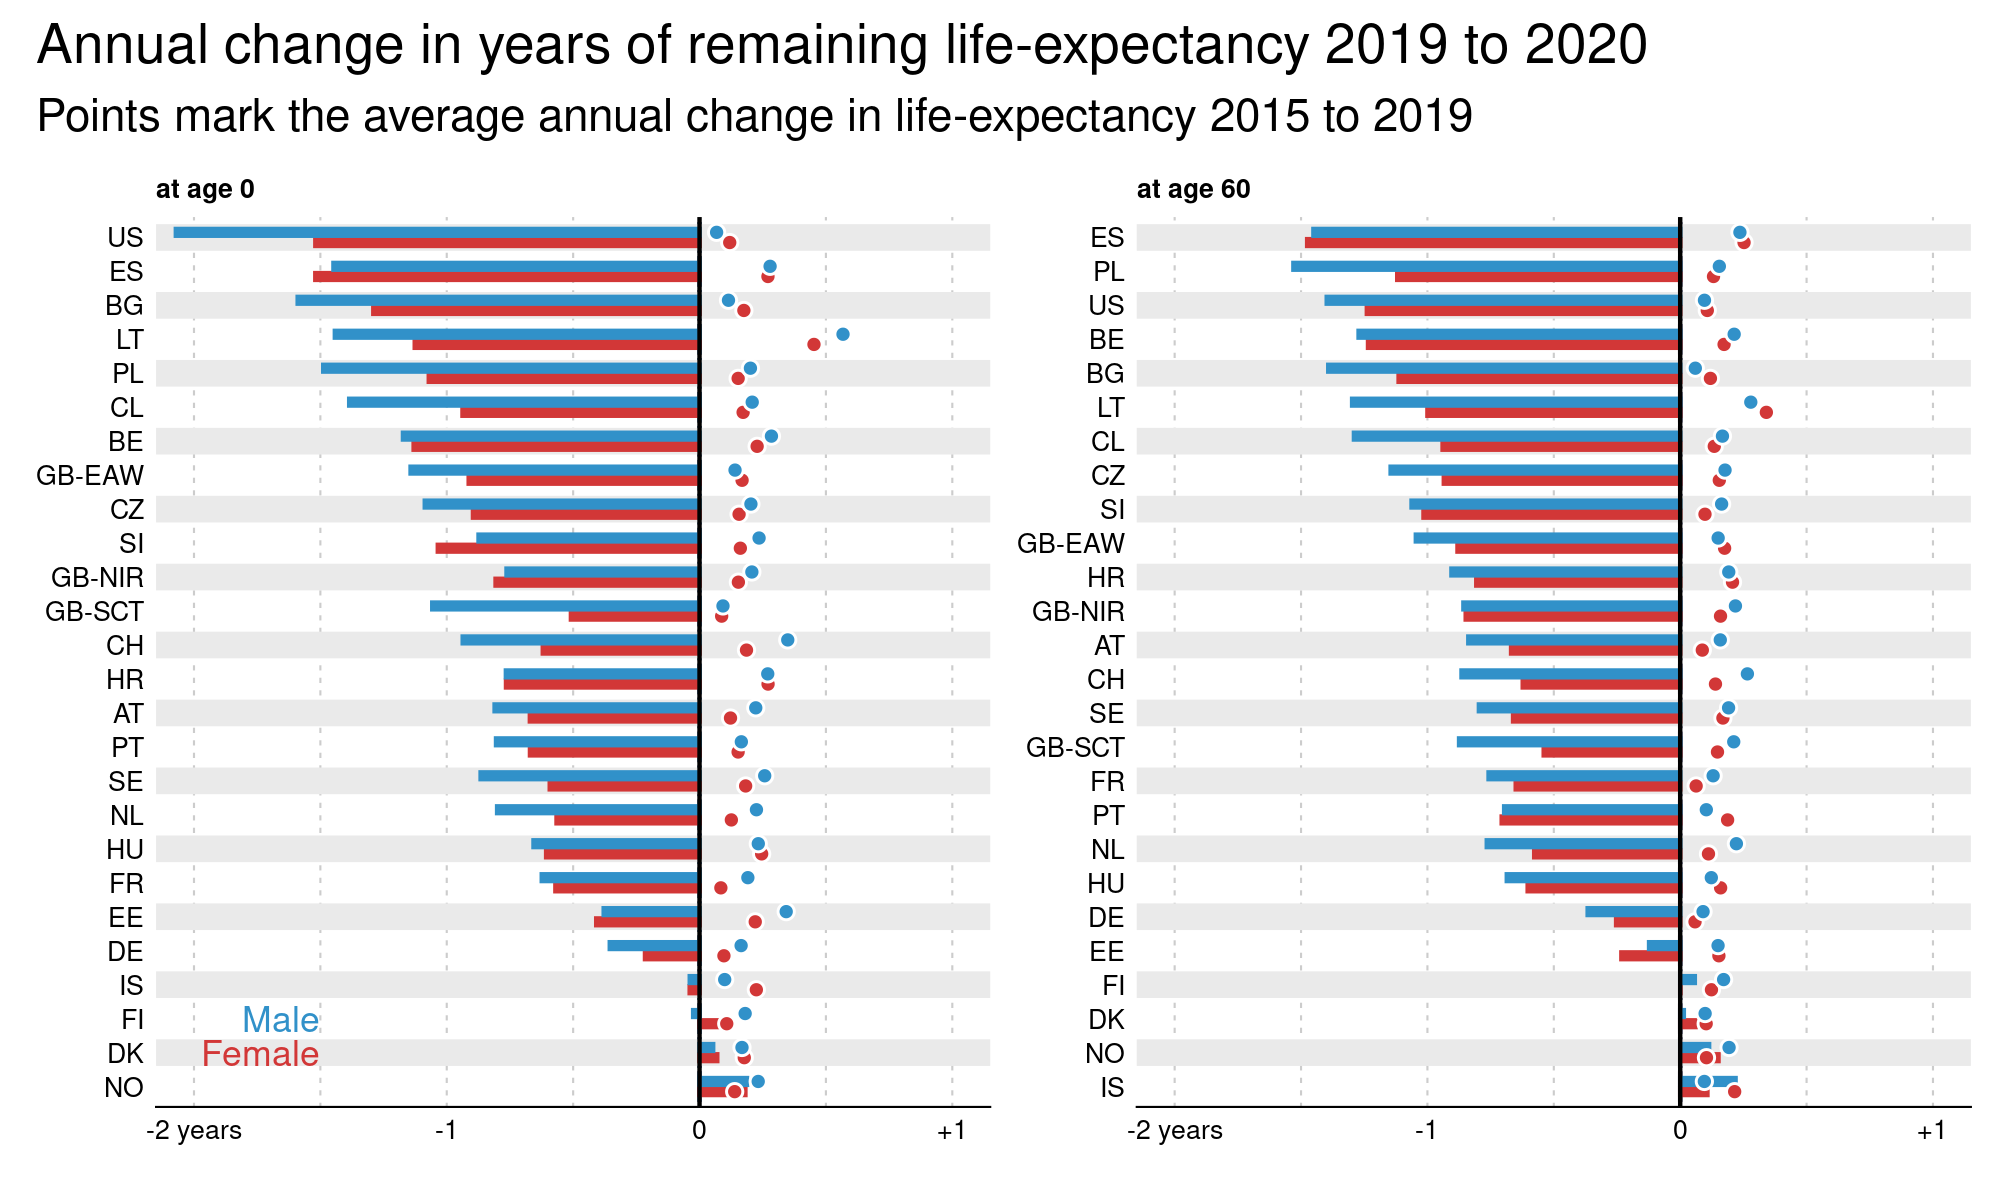 Annual change in years of remaining life-expectancy 2019 to 2020
Points mark the average annual change in life-expectancy 2015 to 2019
at age 0
US
ES
BG
LT
PL
CL
BE
GB-EAW
CZ
SI
GB-NIR
GB-SCT
CH
HR
AT
PT
SE
NL
HU
FR
EE
DE
IS
FI
DK
NO
Male
Female
-2 years -1 0 +1
at age 60
ES
PL
US
BE
BG
LT
CL
CZ
SI
GB-EAW
HR
GB-NIR
AT
CH
SE
GB-SCT
FR
PT
NL
HU
DE
EE
FI
DK
NO
IS
-2 years -1 0 +1